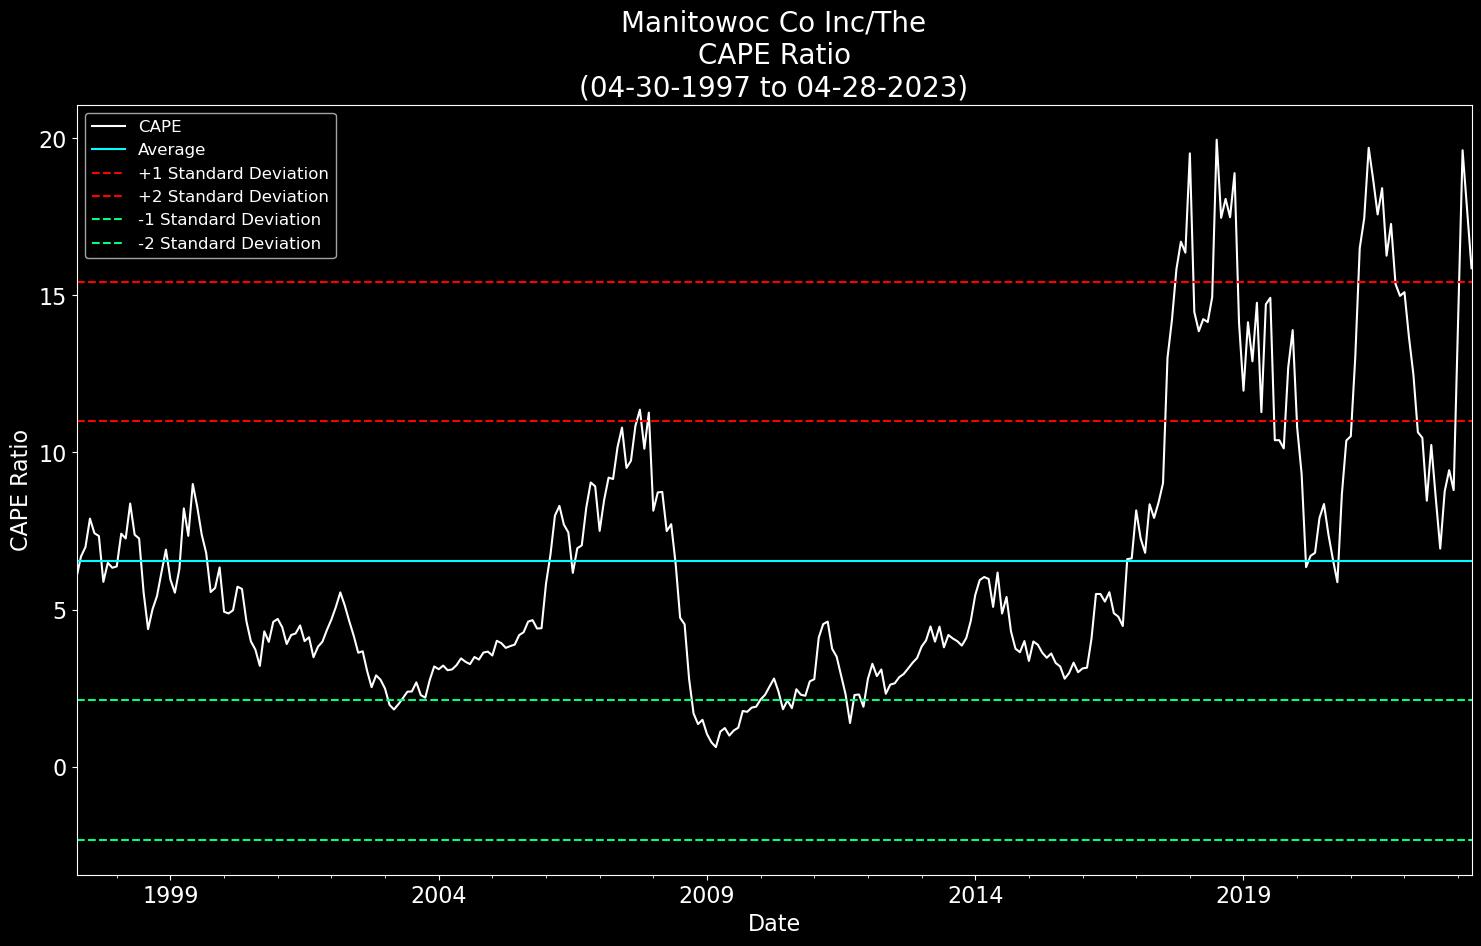 Manitowoc Co Inc/The
CAPE Ratio
(04-30-1997 to 04-28-2023)
CAPE
Average
+1 Standard Deviation
+2 Standard Deviation
-1 Standard Deviation
-2 Standard Deviation
20
15
10
5
0
CAPE Ratio
1999
2004
2009
2014
2019
Date